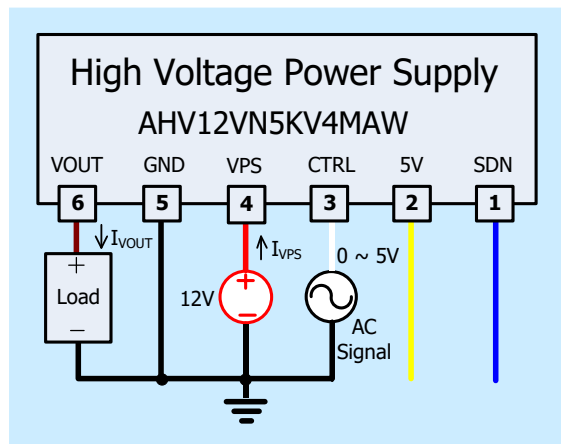 High Voltage Power Supply
AHV12VN5KV4MAW
VOUT GND VPS CTRL 5V SDN
6 5 4 3 2 1
↓IVOUT ↑IVPS 0 ~ 5V
+ +
Load 12V
− −
AC
Signal